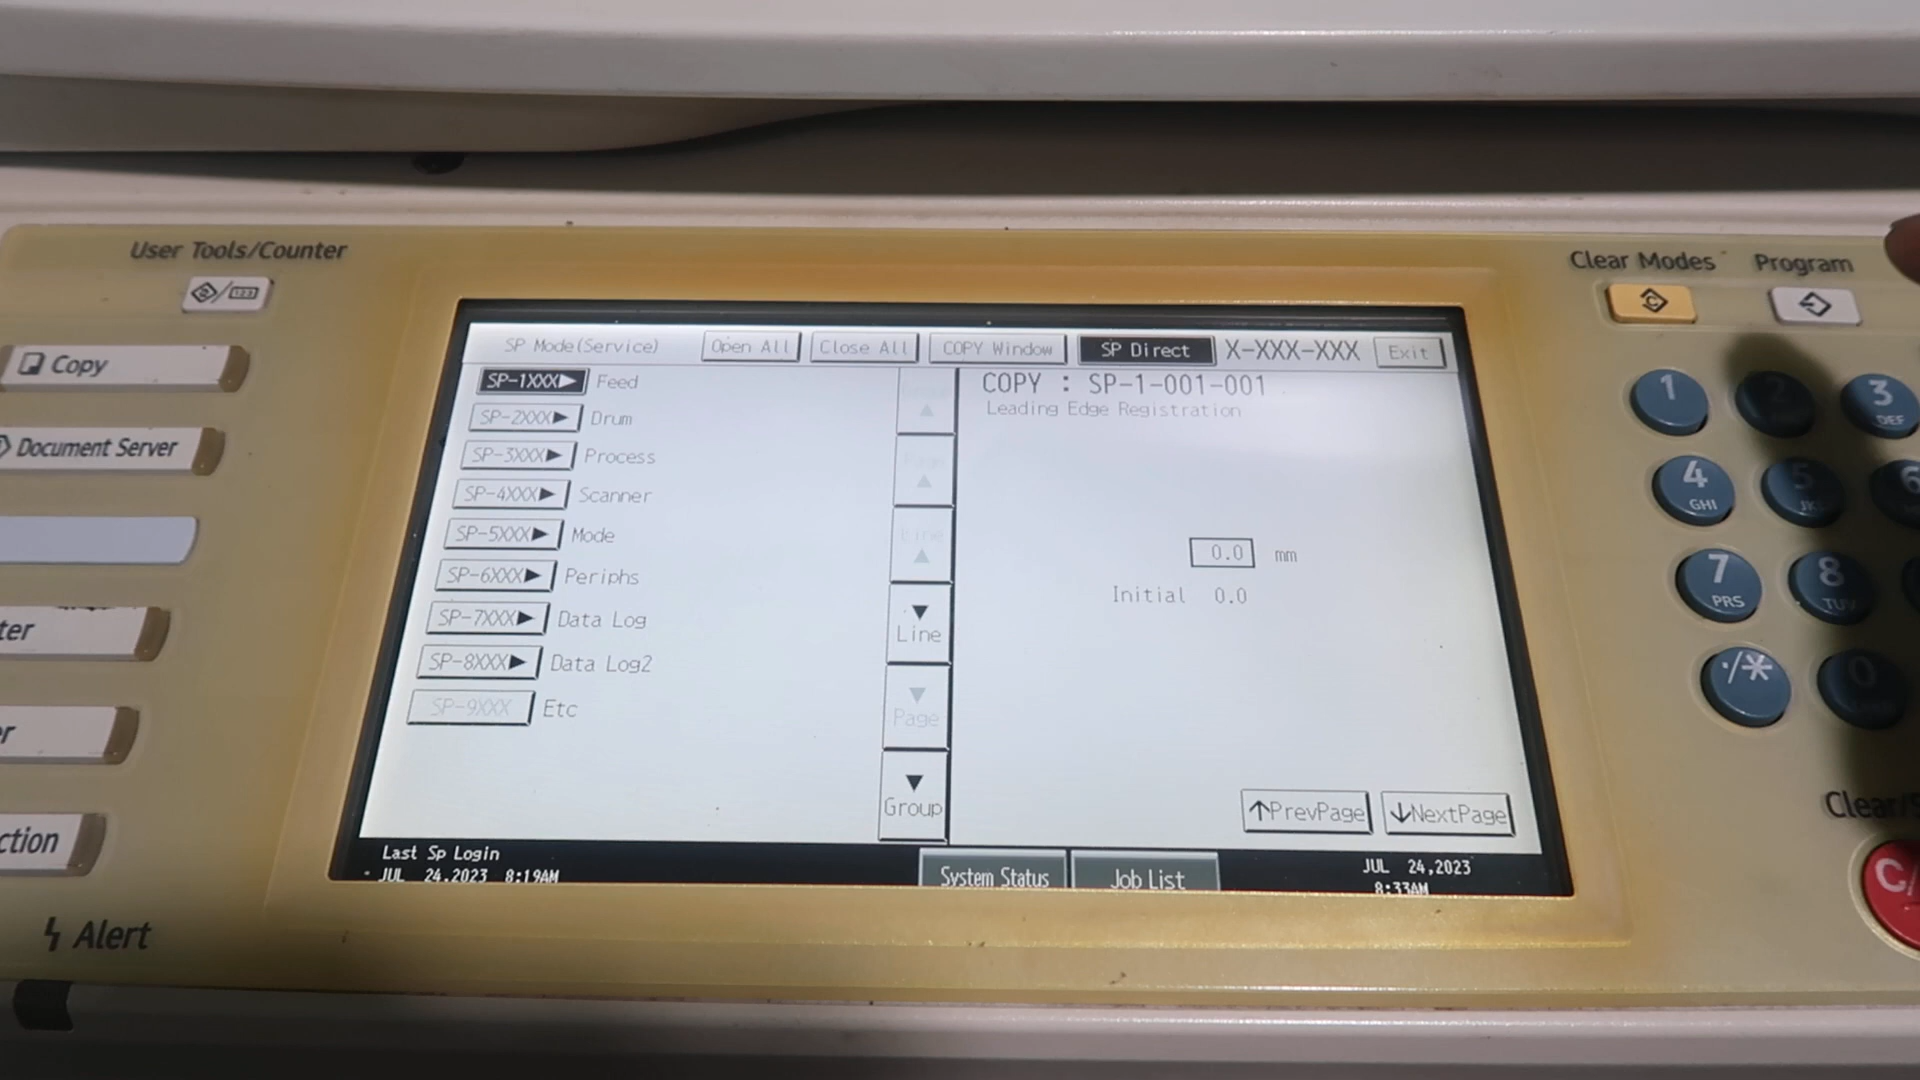 User Tools/Counter
Clear Modes
Program
Copy
Document Server
Alert
SP Mode(Service)
Open All
Close All
COPY Window
SP Direct
X-XXX-XXX
Exit
SP-1XXX▶ Feed
SP-2XXX▶ Drum
SP-3XXX▶ Process
SP-4XXX▶ Scanner
SP-5XXX▶ Mode
SP-6XXX▶ Periphs
SP-7XXX▶ Data Log
SP-8XXX▶ Data Log2
SP-9XXX Etc
Line
Line
Page
Group
COPY : SP-1-001-001
Leading Edge Registration
0.0 mm
Initial 0.0
↑PrevPage
↓NextPage
Last Sp Login
JUL 24.2023 8:19AM
System Status
Job List
JUL 24,2023
8:33AM
1
2
3
DEF
4
GHI
5
6
7
PRS
8
TUV
./*
0